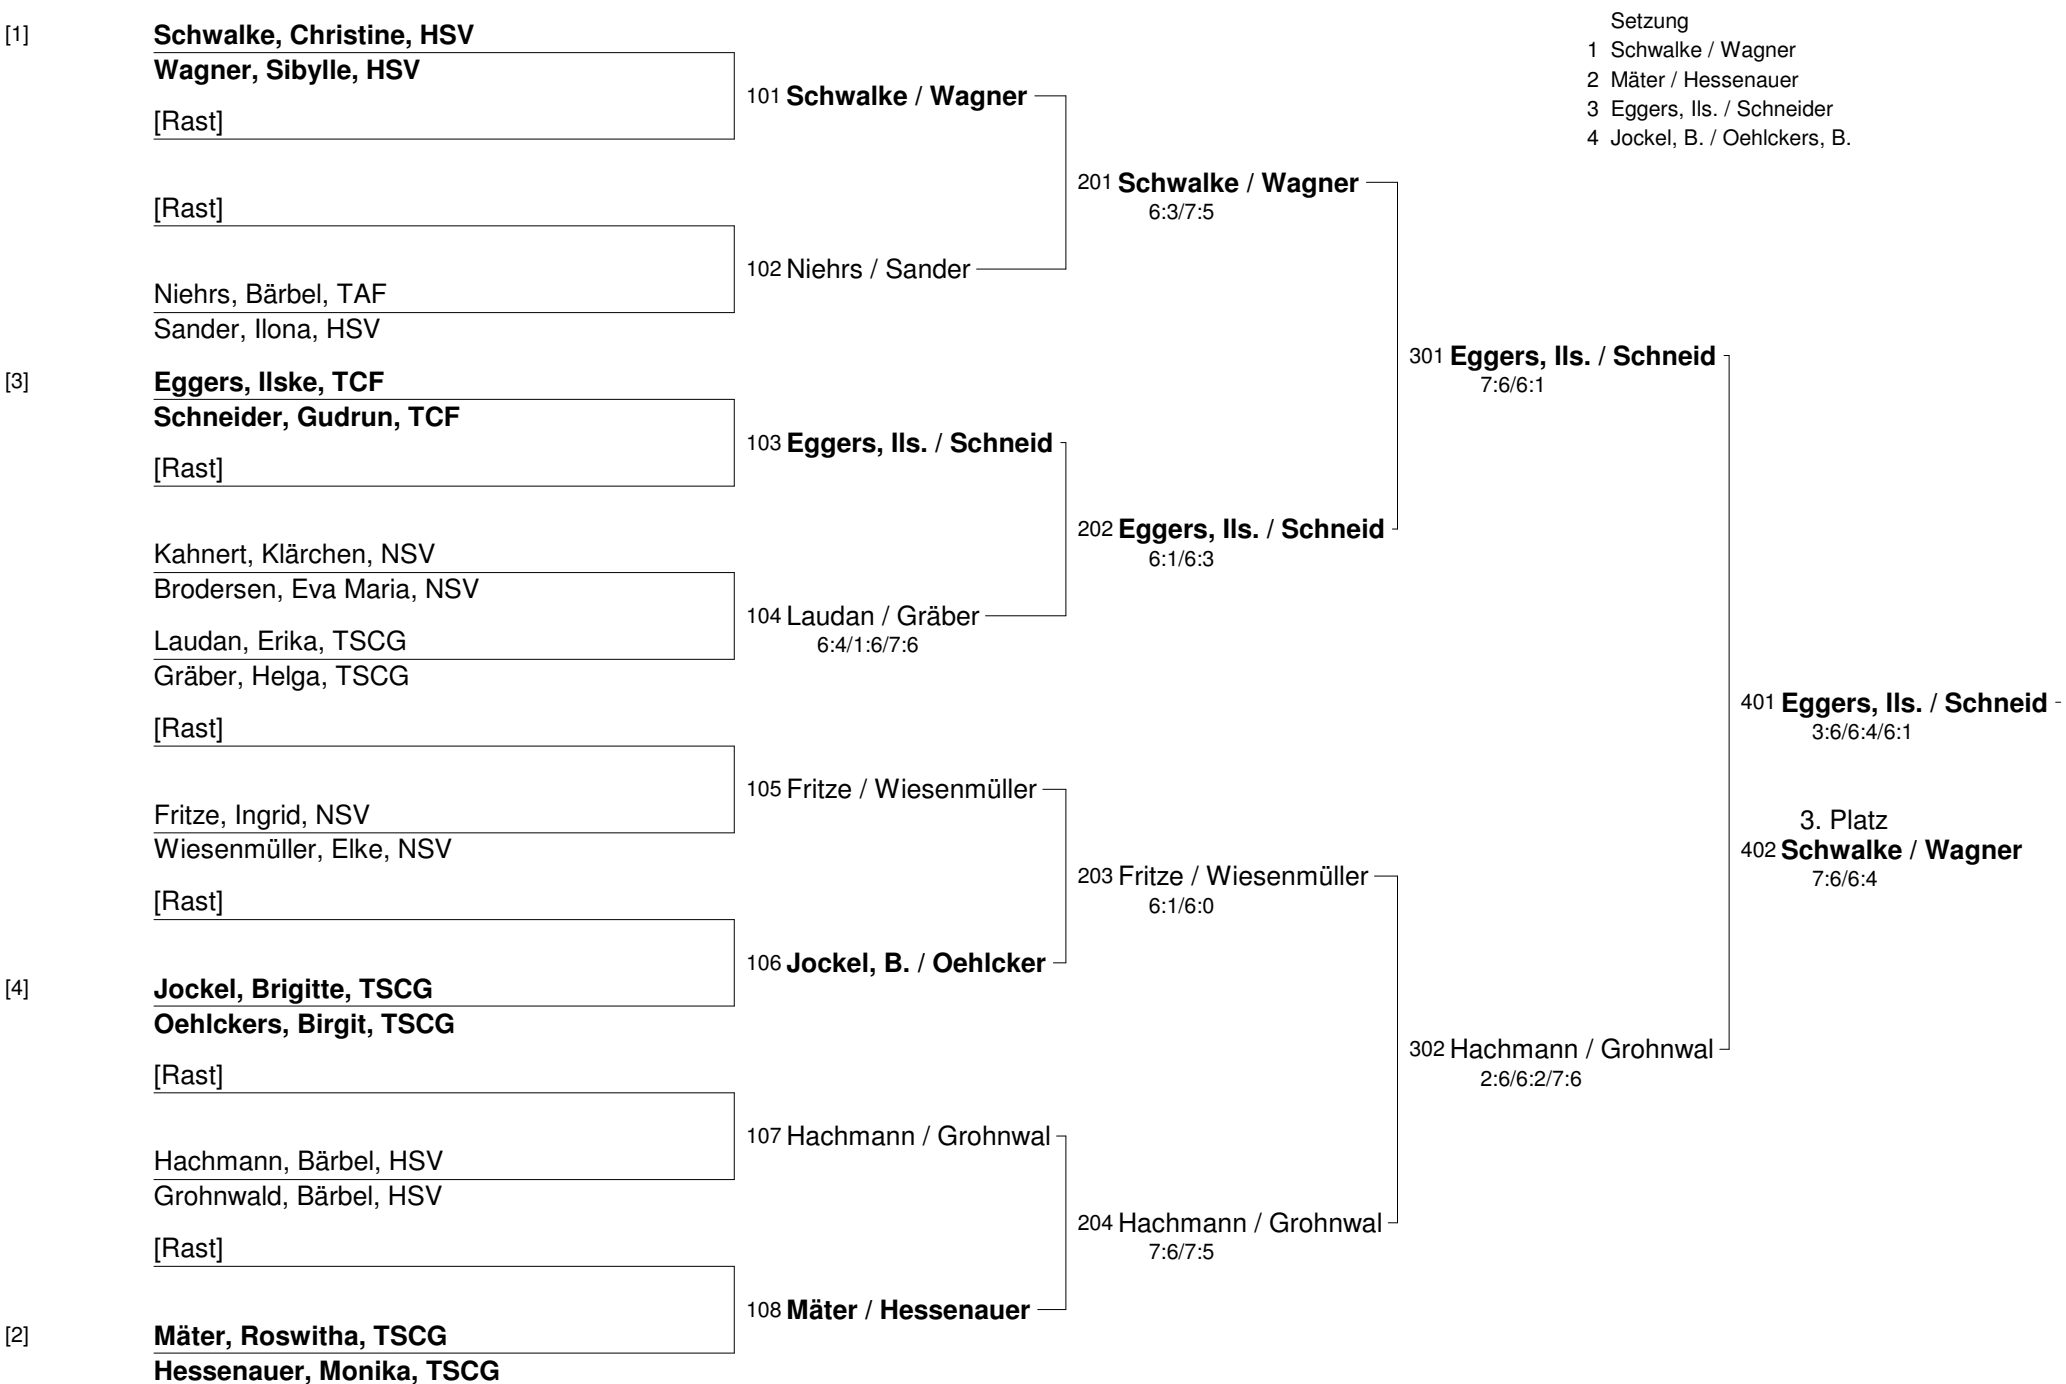 [1]
Schwalke, Christine, HSV
Wagner, Sibylle, HSV
[Rast]
[Rast]
Niehrs, Bärbel, TAF
Sander, Ilona, HSV
[3]
Eggers, Ilske, TCF
Schneider, Gudrun, TCF
[Rast]
Kahnert, Klärchen, NSV
Brodersen, Eva Maria, NSV
Laudan, Erika, TSCG
Gräber, Helga, TSCG
[Rast]
Fritze, Ingrid, NSV
Wiesenmüller, Elke, NSV
[Rast]
[4]
Jockel, Brigitte, TSCG
Oehlckers, Birgit, TSCG
[Rast]
Hachmann, Bärbel, HSV
Grohnwald, Bärbel, HSV
[Rast]
[2]
Mäter, Roswitha, TSCG
Hessenauer, Monika, TSCG
101 Schwalke / Wagner
102 Niehrs / Sander
103 Eggers, Ils. / Schneid
104 Laudan / Gräber
6:4/1:6/7:6
105 Fritze / Wiesenmüller
106 Jockel, B. / Oehlcker
107 Hachmann / Grohnwal
108 Mäter / Hessenauer
201 Schwalke / Wagner
6:3/7:5
202 Eggers, Ils. / Schneid
6:1/6:3
203 Fritze / Wiesenmüller
6:1/6:0
204 Hachmann / Grohnwal
7:6/7:5
301 Eggers, Ils. / Schneid
7:6/6:1
302 Hachmann / Grohnwal
2:6/6:2/7:6
401 Eggers, Ils. / Schneid
3:6/6:4/6:1
3. Platz
402 Schwalke / Wagner
7:6/6:4
Setzung
1 Schwalke / Wagner
2 Mäter / Hessenauer
3 Eggers, Ils. / Schneider
4 Jockel, B. / Oehlckers, B.